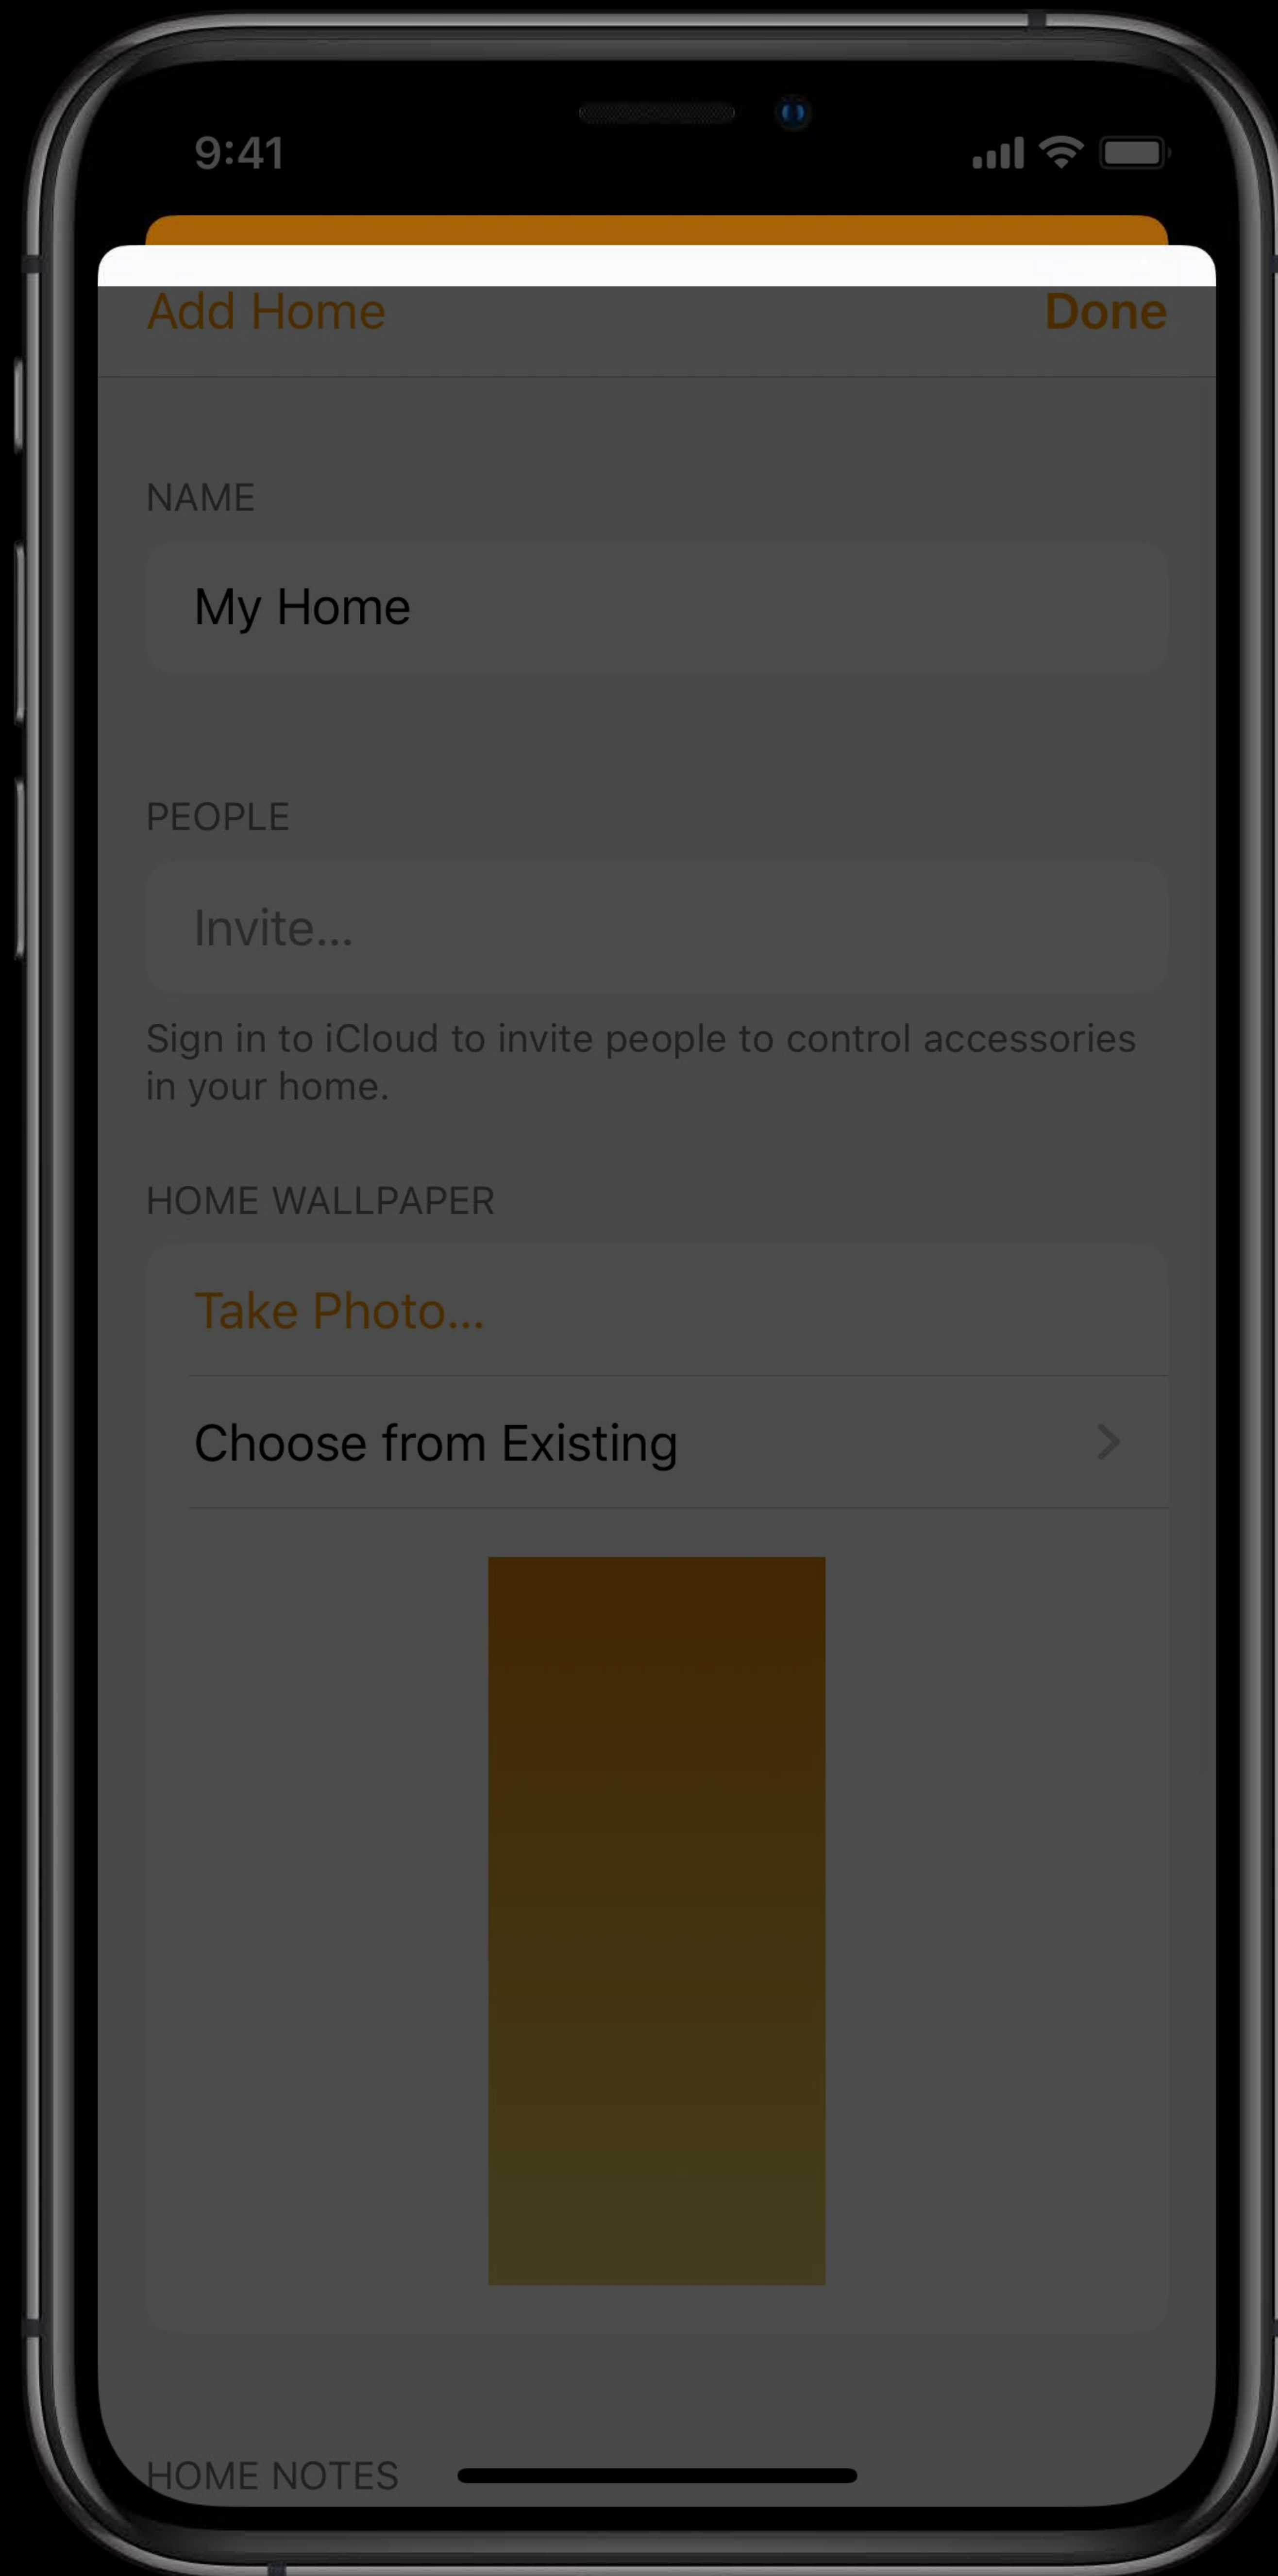 9:41
Add Home
Done
NAME
My Home
PEOPLE
Invite...
Sign in to iCloud to invite people to control accessories
in your home.
HOME WALLPAPER
Take Photo...
Choose from Existing
HOME NOTES